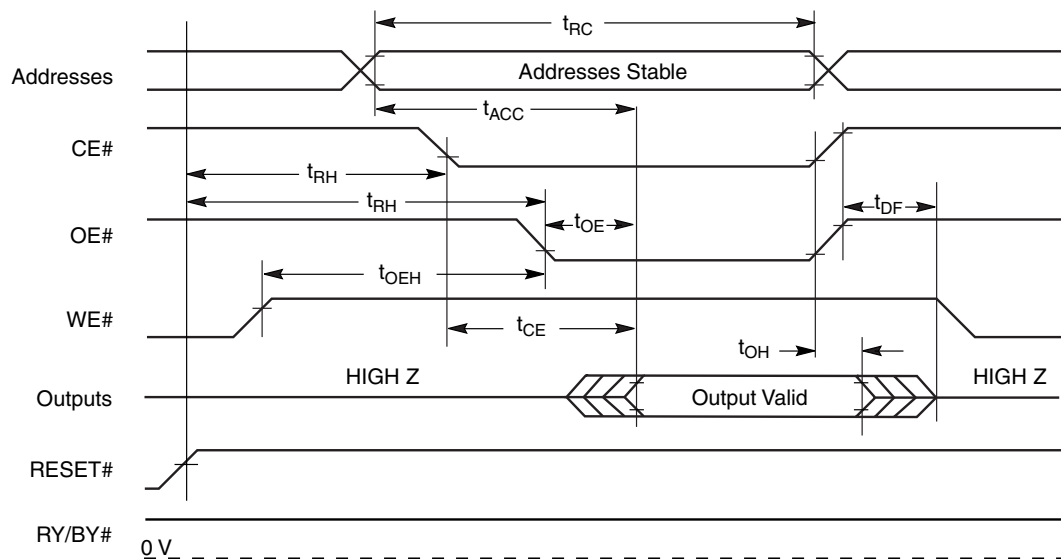 tRC
Addresses
Addresses Stable
tACC
CE#
tRH
tRH
tOE
tDF
OE#
tOEH
WE#
tCE
tOH
HIGH Z
HIGH Z
Outputs
Output Valid
RESET#
RY/BY#
0 V